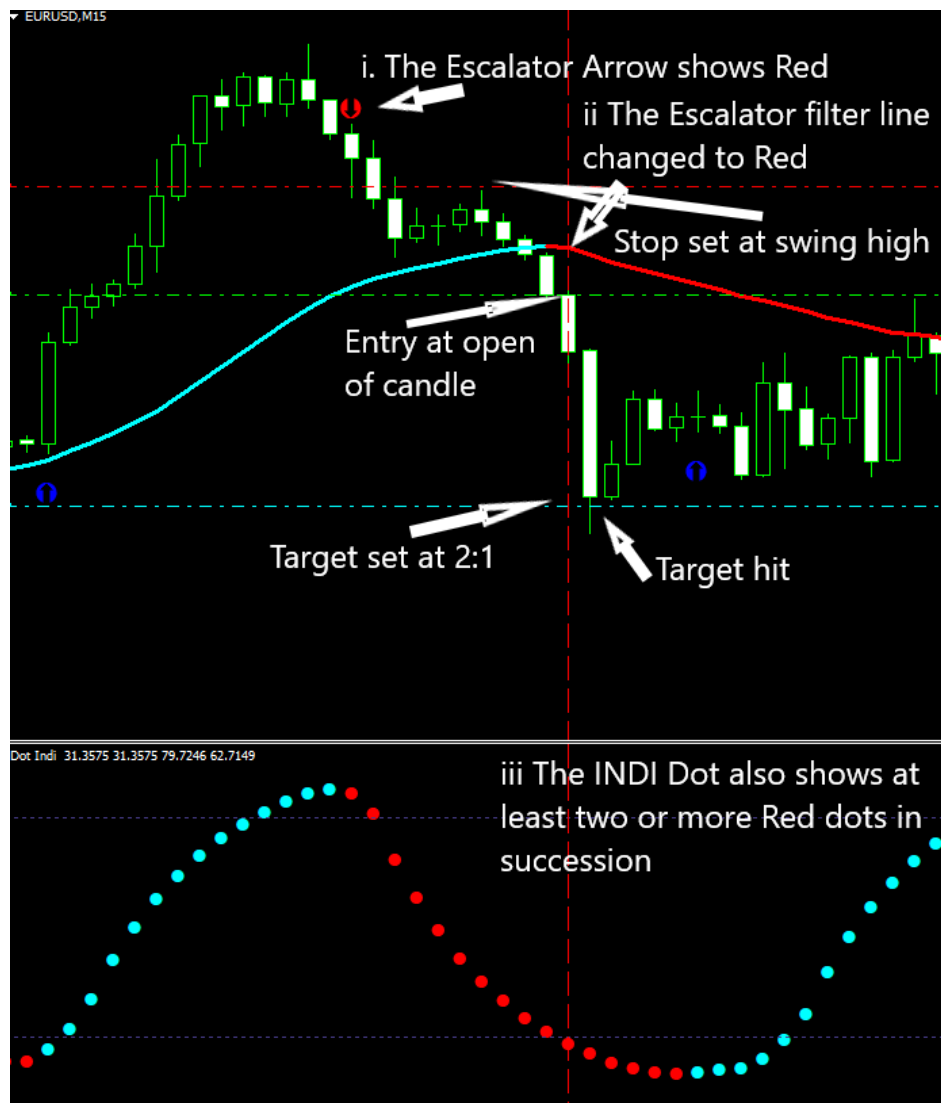 EURUSD,M15
i. The Escalator Arrow shows Red
ii The Escalator filter line
changed to Red
Stop set at swing high
Entry at open
of candle
Target set at 2:1
Target hit
Dot Indi 31.3575 31.3575 79.7246 62.7149
iii The INDI Dot also shows at
least two or more Red dots in
succession